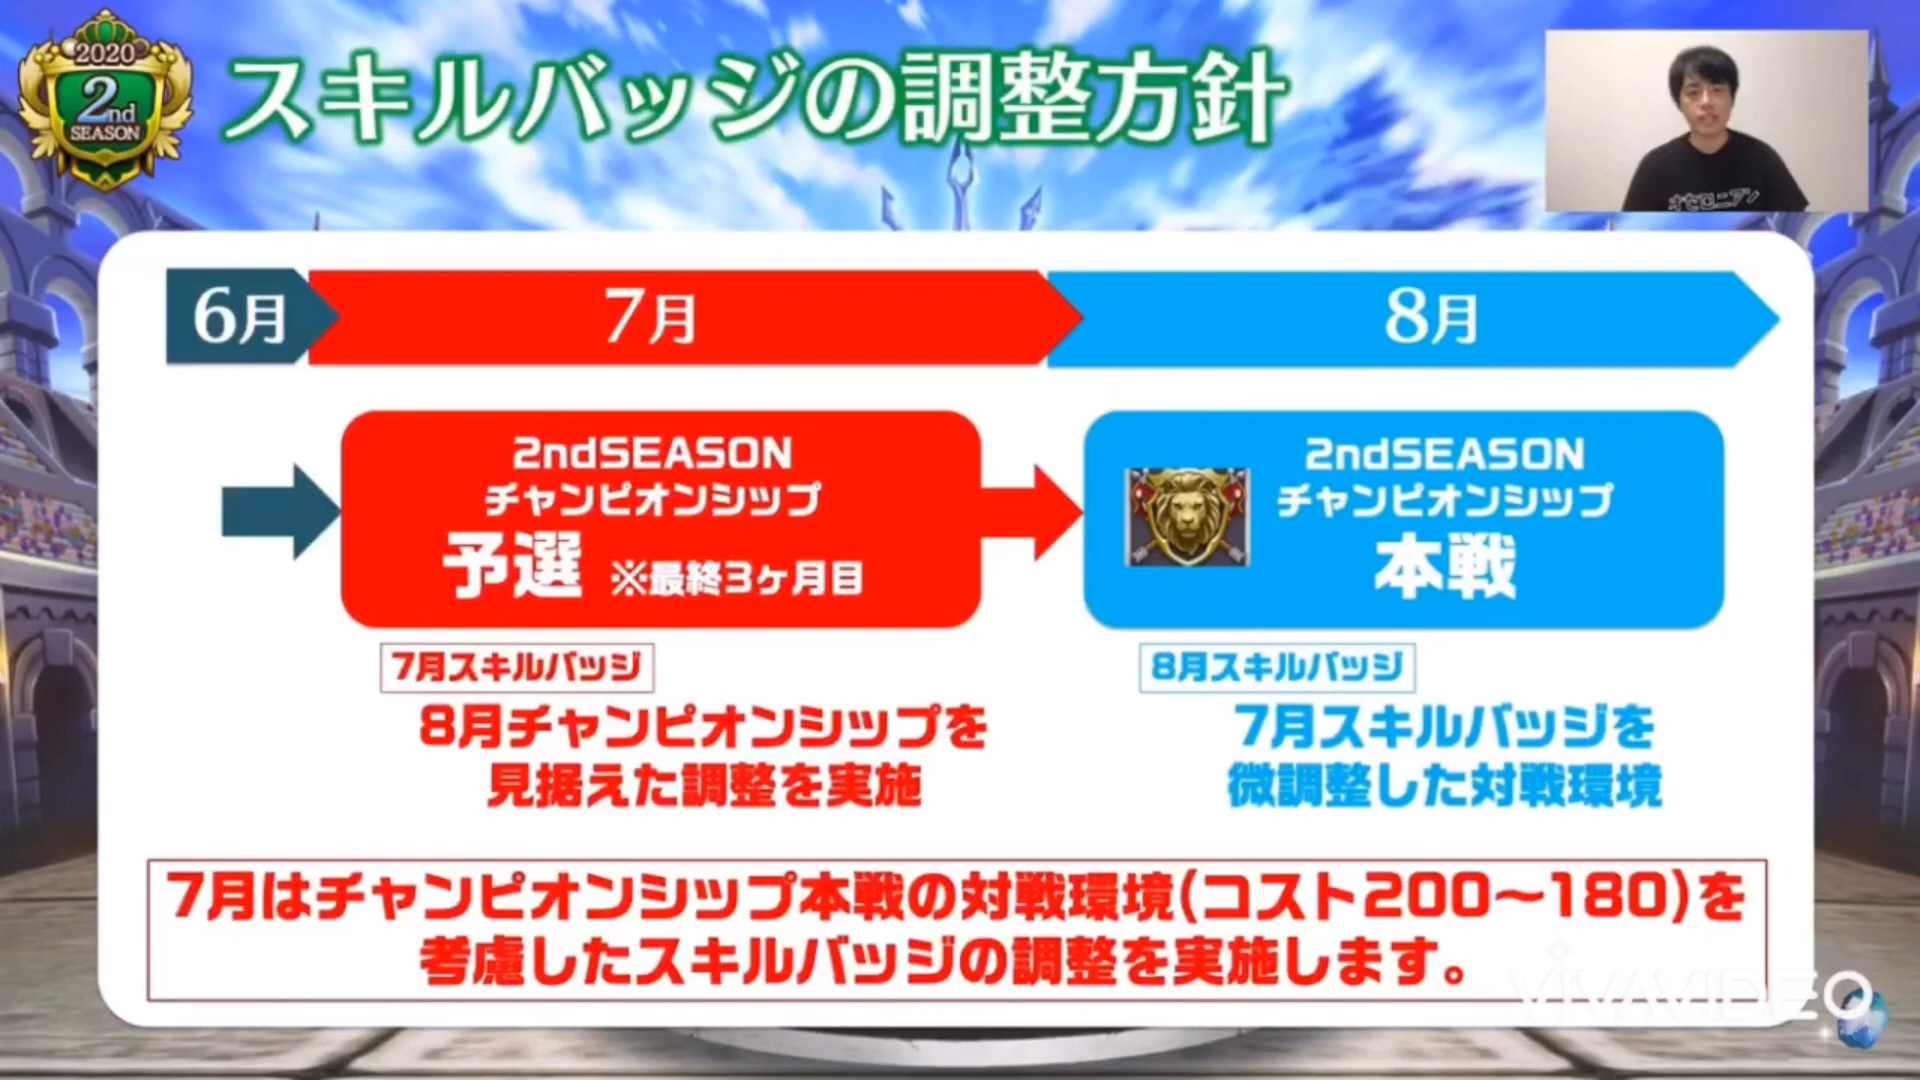 2020
2nd
SEASON
スキルバッジの調整方針
オセロニアン
6月
7月
8月
2ndSEASON
チャンピオンシップ
予選 ※最終3ヶ月目
2ndSEASON
チャンピオンシップ
本戦
7月スキルバッジ
8月チャンピオンシップを
見据えた調整を実施
8月スキルバッジ
7月スキルバッジを
微調整した対戦環境
7月はチャンピオンシップ本戦の対戦環境(コスト200～180)を
考慮したスキルバッジの調整を実施します。
VIVAVIDEO